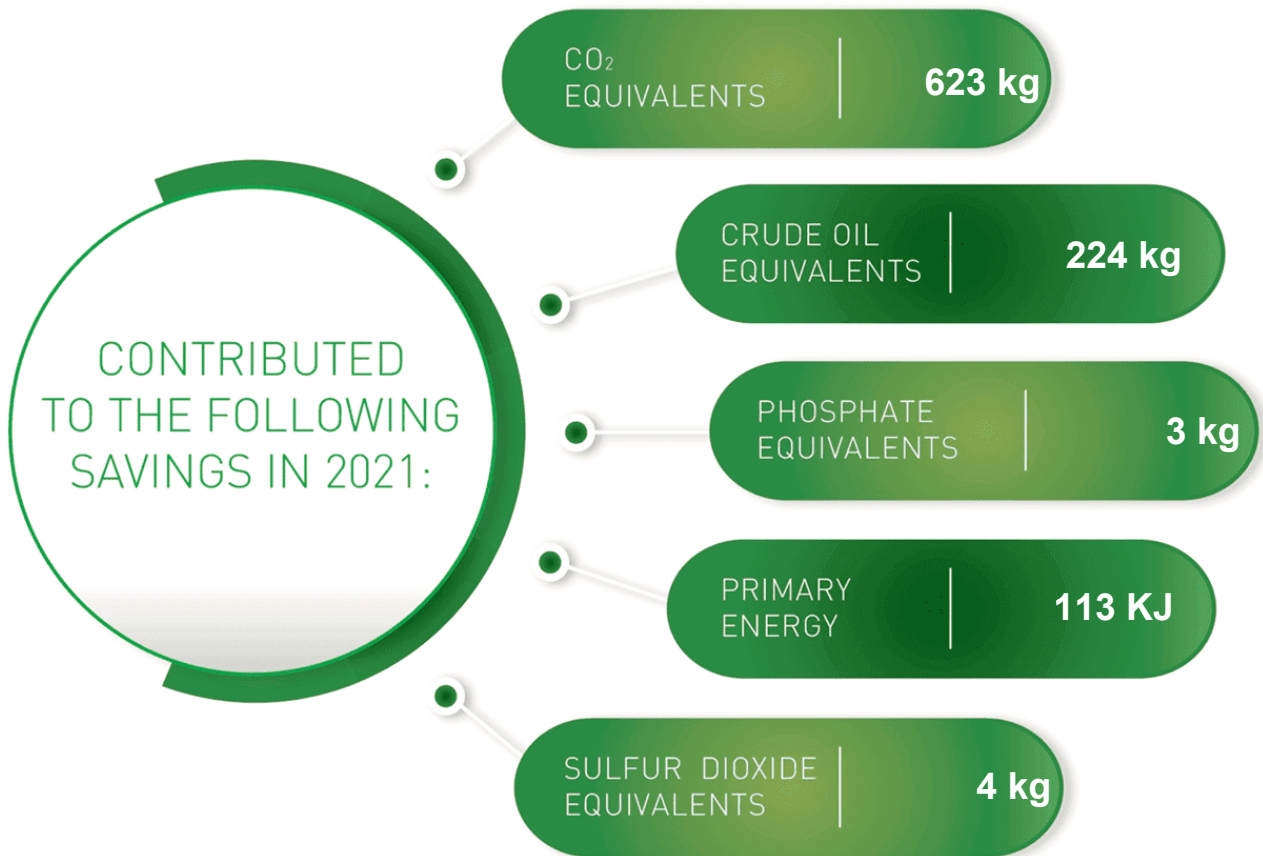 CONTRIBUTED
TO THE FOLLOWING
SAVINGS IN 2021:
CO₂
EQUIVALENTS
623 kg
CRUDE OIL
EQUIVALENTS
224 kg
PHOSPHATE
EQUIVALENTS
3 kg
PRIMARY
ENERGY
113 KJ
SULFUR DIOXIDE
EQUIVALENTS
4 kg